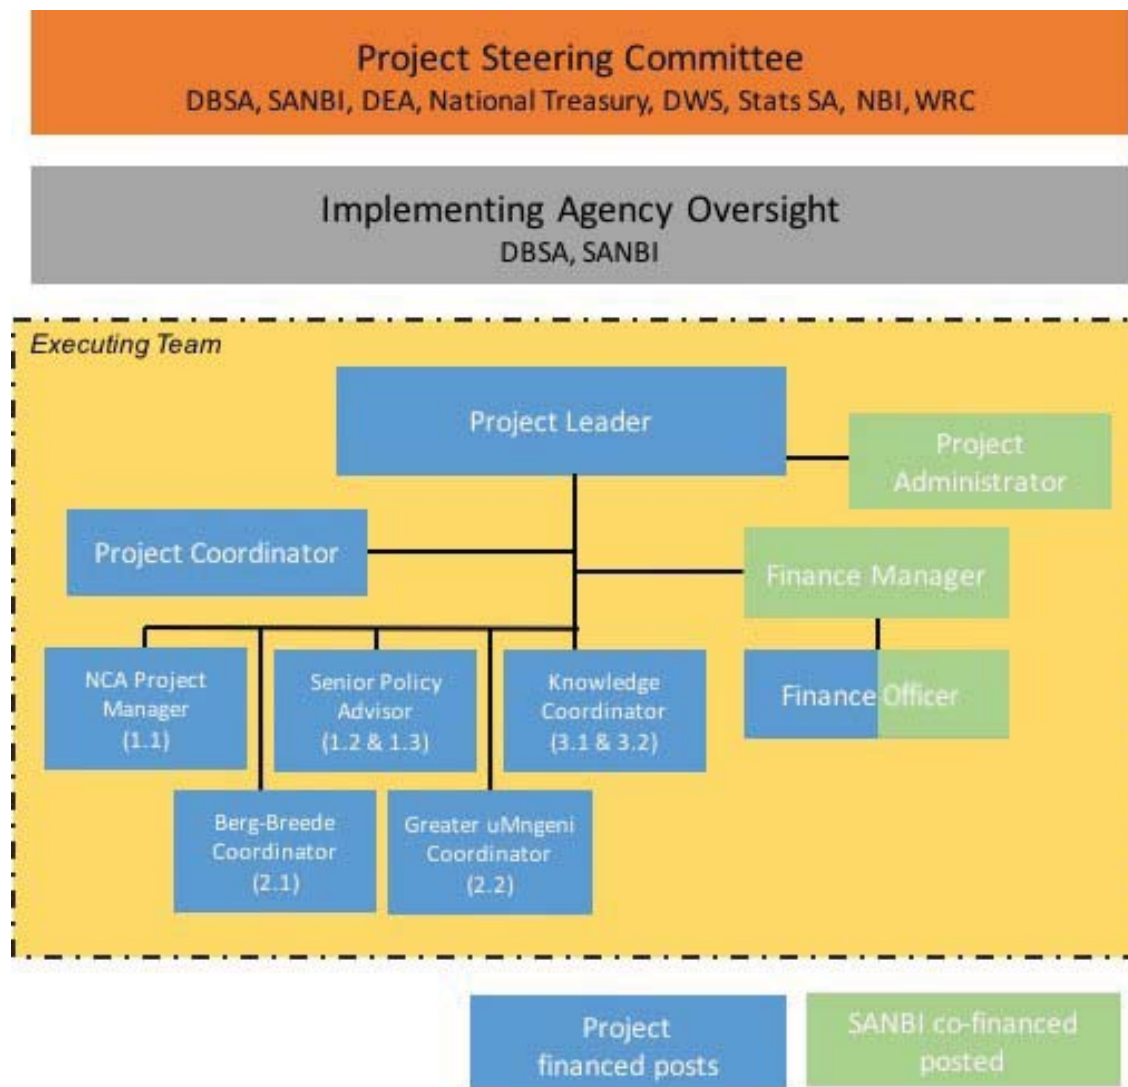 Project Steering Committee
DBSA, SANBI, DEA, National Treasury, DWS, Stats SA, NBI, WRC
Implementing Agency Oversight
DBSA, SANBI
Executing Team
Project Leader
Project
Administrator
Project Coordinator
Finance Manager
NCA Project
Manager
(1.1)
Senior Policy
Advisor
(1.2 & 1.3)
Knowledge
Coordinator
(3.1 & 3.2)
Finance Officer
Berg-Breede
Coordinator
(2.1)
Greater uMngeni
Coordinator
(2.2)
Project
financed posts
SANBI co-financed
posted